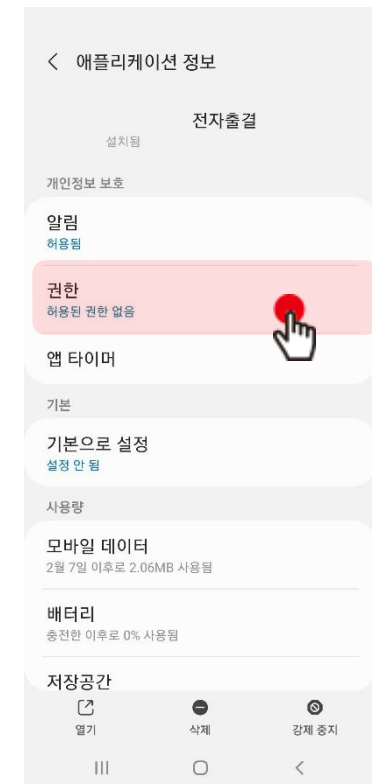 애플리케이션 정보
전자출결
설치됨
개인정보 보호
알림
허용됨
권한
허용된 권한 없음
앱 타이머
기본
기본으로 설정
설정 안 됨
사용량
모바일 데이터
2월 7일 이후로 2.06MB 사용됨
배터리
충전한 이후로 0% 사용됨
저장공간
열기 삭제 강제 중지